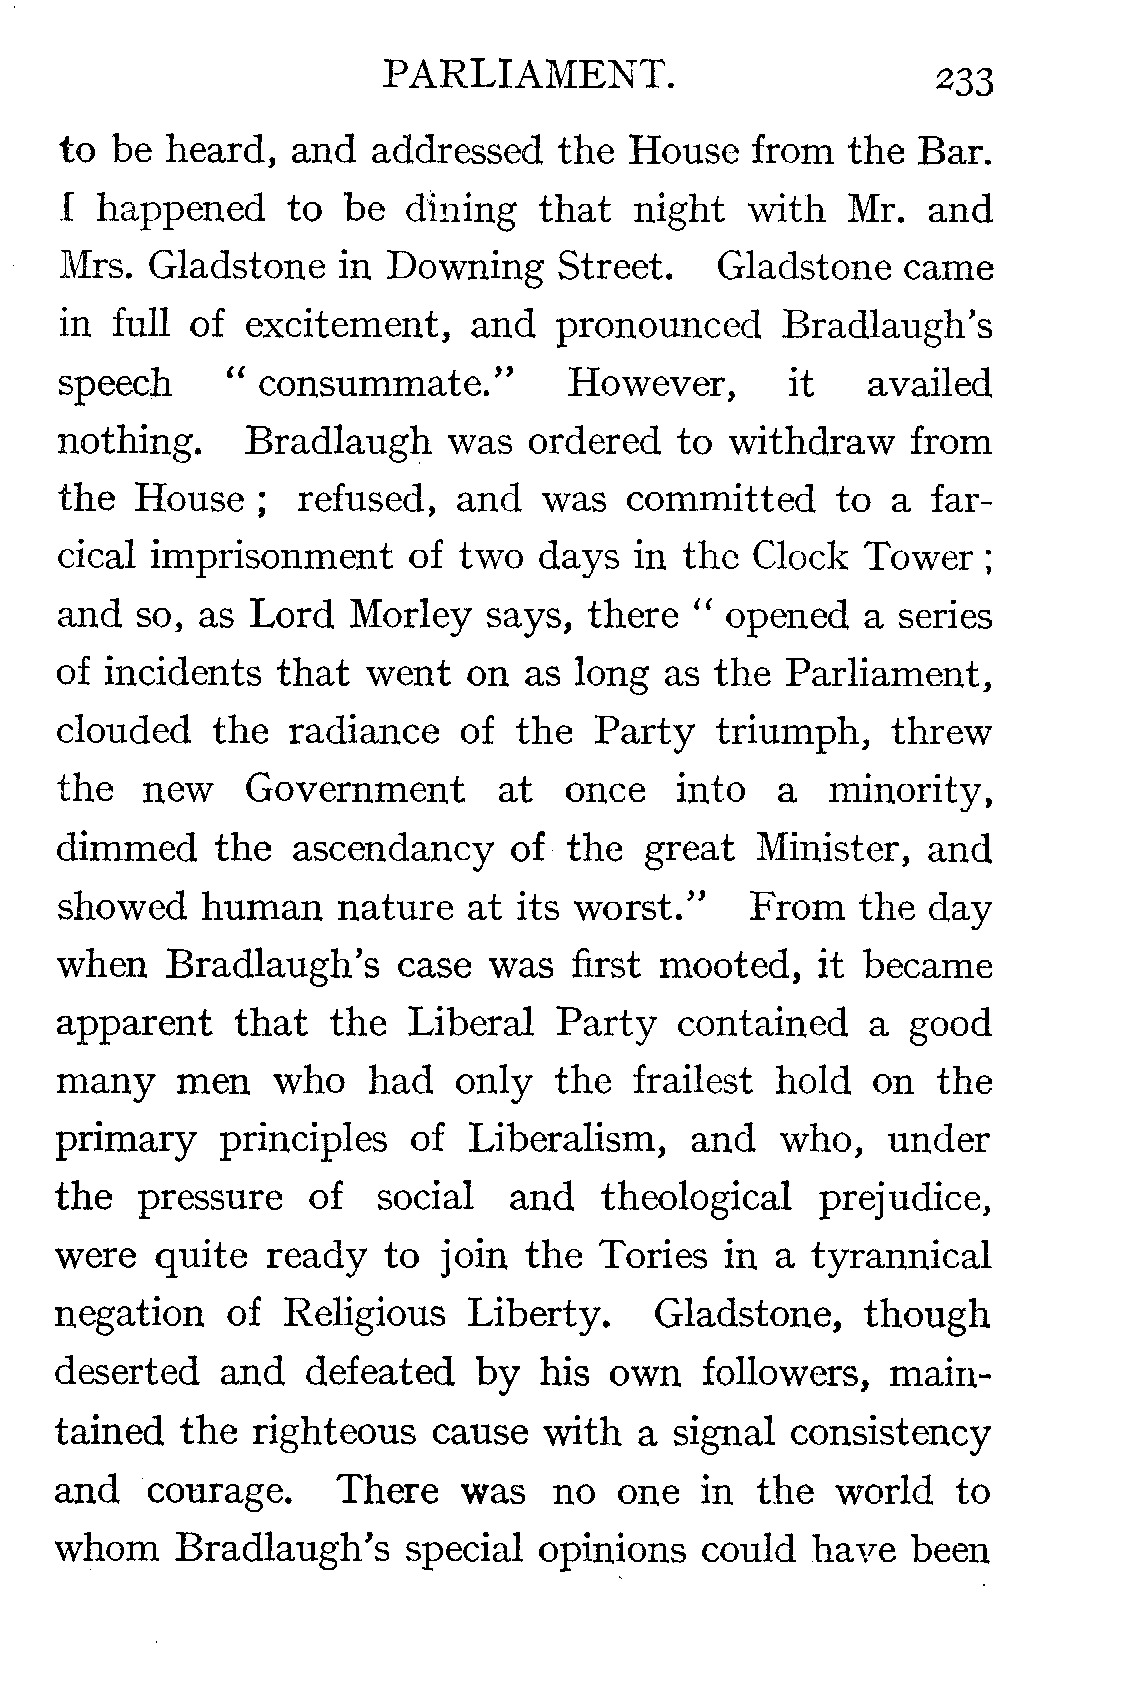 PARLIAMENT. 233
to be heard, and addressed the House from the Bar.
I happened to be dining that night with Mr. and
Mrs. Gladstone in Downing Street. Gladstone came
in full of excitement, and pronounced Bradlaugh's
speech “ consummate.” However, it availed
nothing. Bradlaugh was ordered to withdraw from
the House ; refused, and was committed to a far-
cical imprisonment of two days in the Clock Tower ;
and so, as Lord Morley says, there “ opened a series
of incidents that went on as long as the Parliament,
clouded the radiance of the Party triumph, threw
the new Government at once into a minority,
dimmed the ascendancy of the great Minister, and
showed human nature at its worst.” From the day
when Bradlaugh's case was first mooted, it became
apparent that the Liberal Party contained a good
many men who had only the frailest hold on the
primary principles of Liberalism, and who, under
the pressure of social and theological prejudice,
were quite ready to join the Tories in a tyrannical
negation of Religious Liberty. Gladstone, though
deserted and defeated by his own followers, main-
tained the righteous cause with a signal consistency
and courage. There was no one in the world to
whom Bradlaugh's special opinions could have been